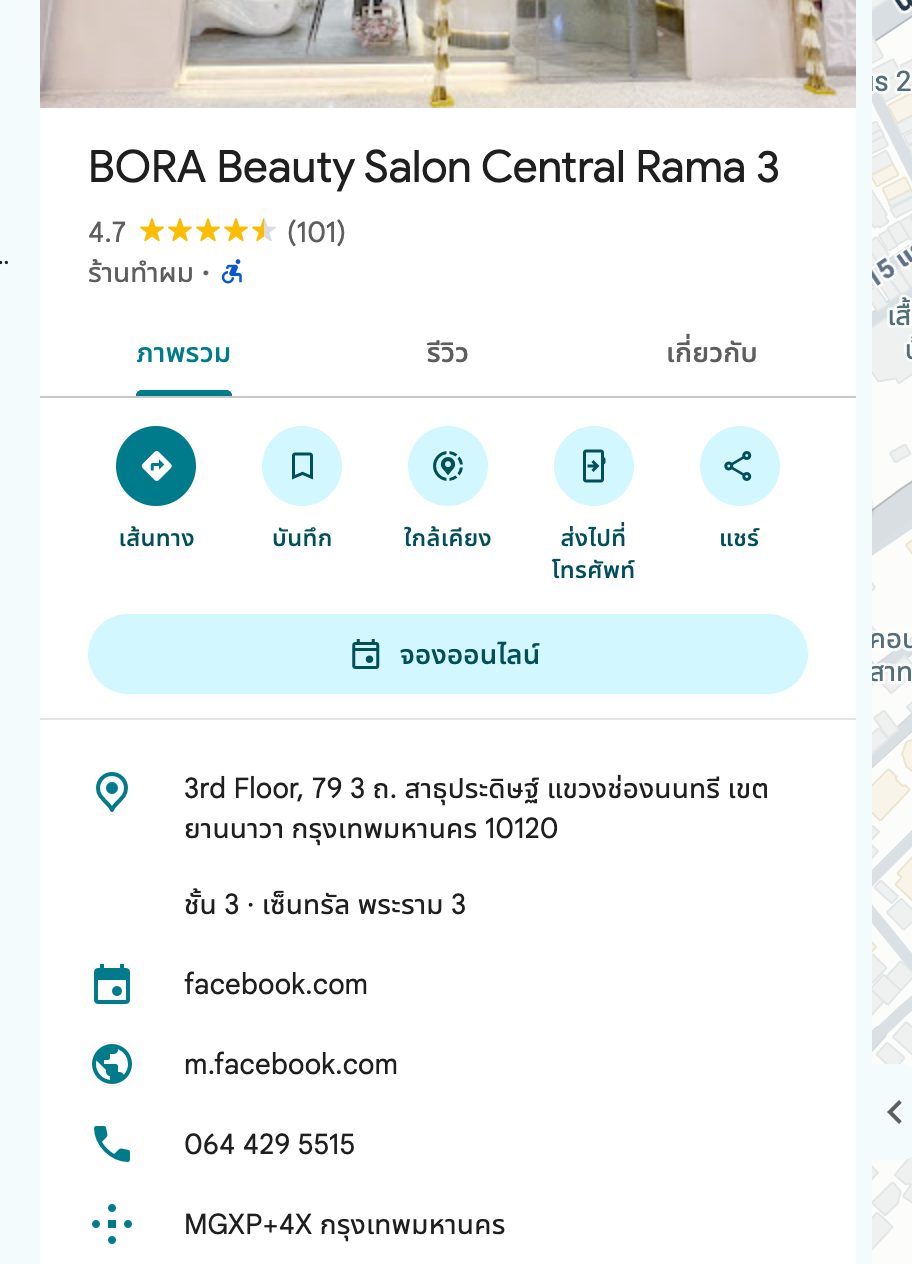 BORA Beauty Salon Central Rama 3
4.7 (101)
ร้านทำผม ·
ภาพรวม
รีวิว
เกี่ยวกับ
เส้นทาง
บันทึก
ใกล้เคียง
ส่งไปที่
โทรศัพท์
แชร์
จองออนไลน์
3rd Floor, 79 3 ถ. สาธุประดิษฐ์ แขวงช่องนนทรี เขต
ยานนาวา กรุงเทพมหานคร 10120
ชั้น 3 · เซ็นทรัล พระราม 3
facebook.com
m.facebook.com
064 429 5515
MGXP+4X กรุงเทพมหานคร